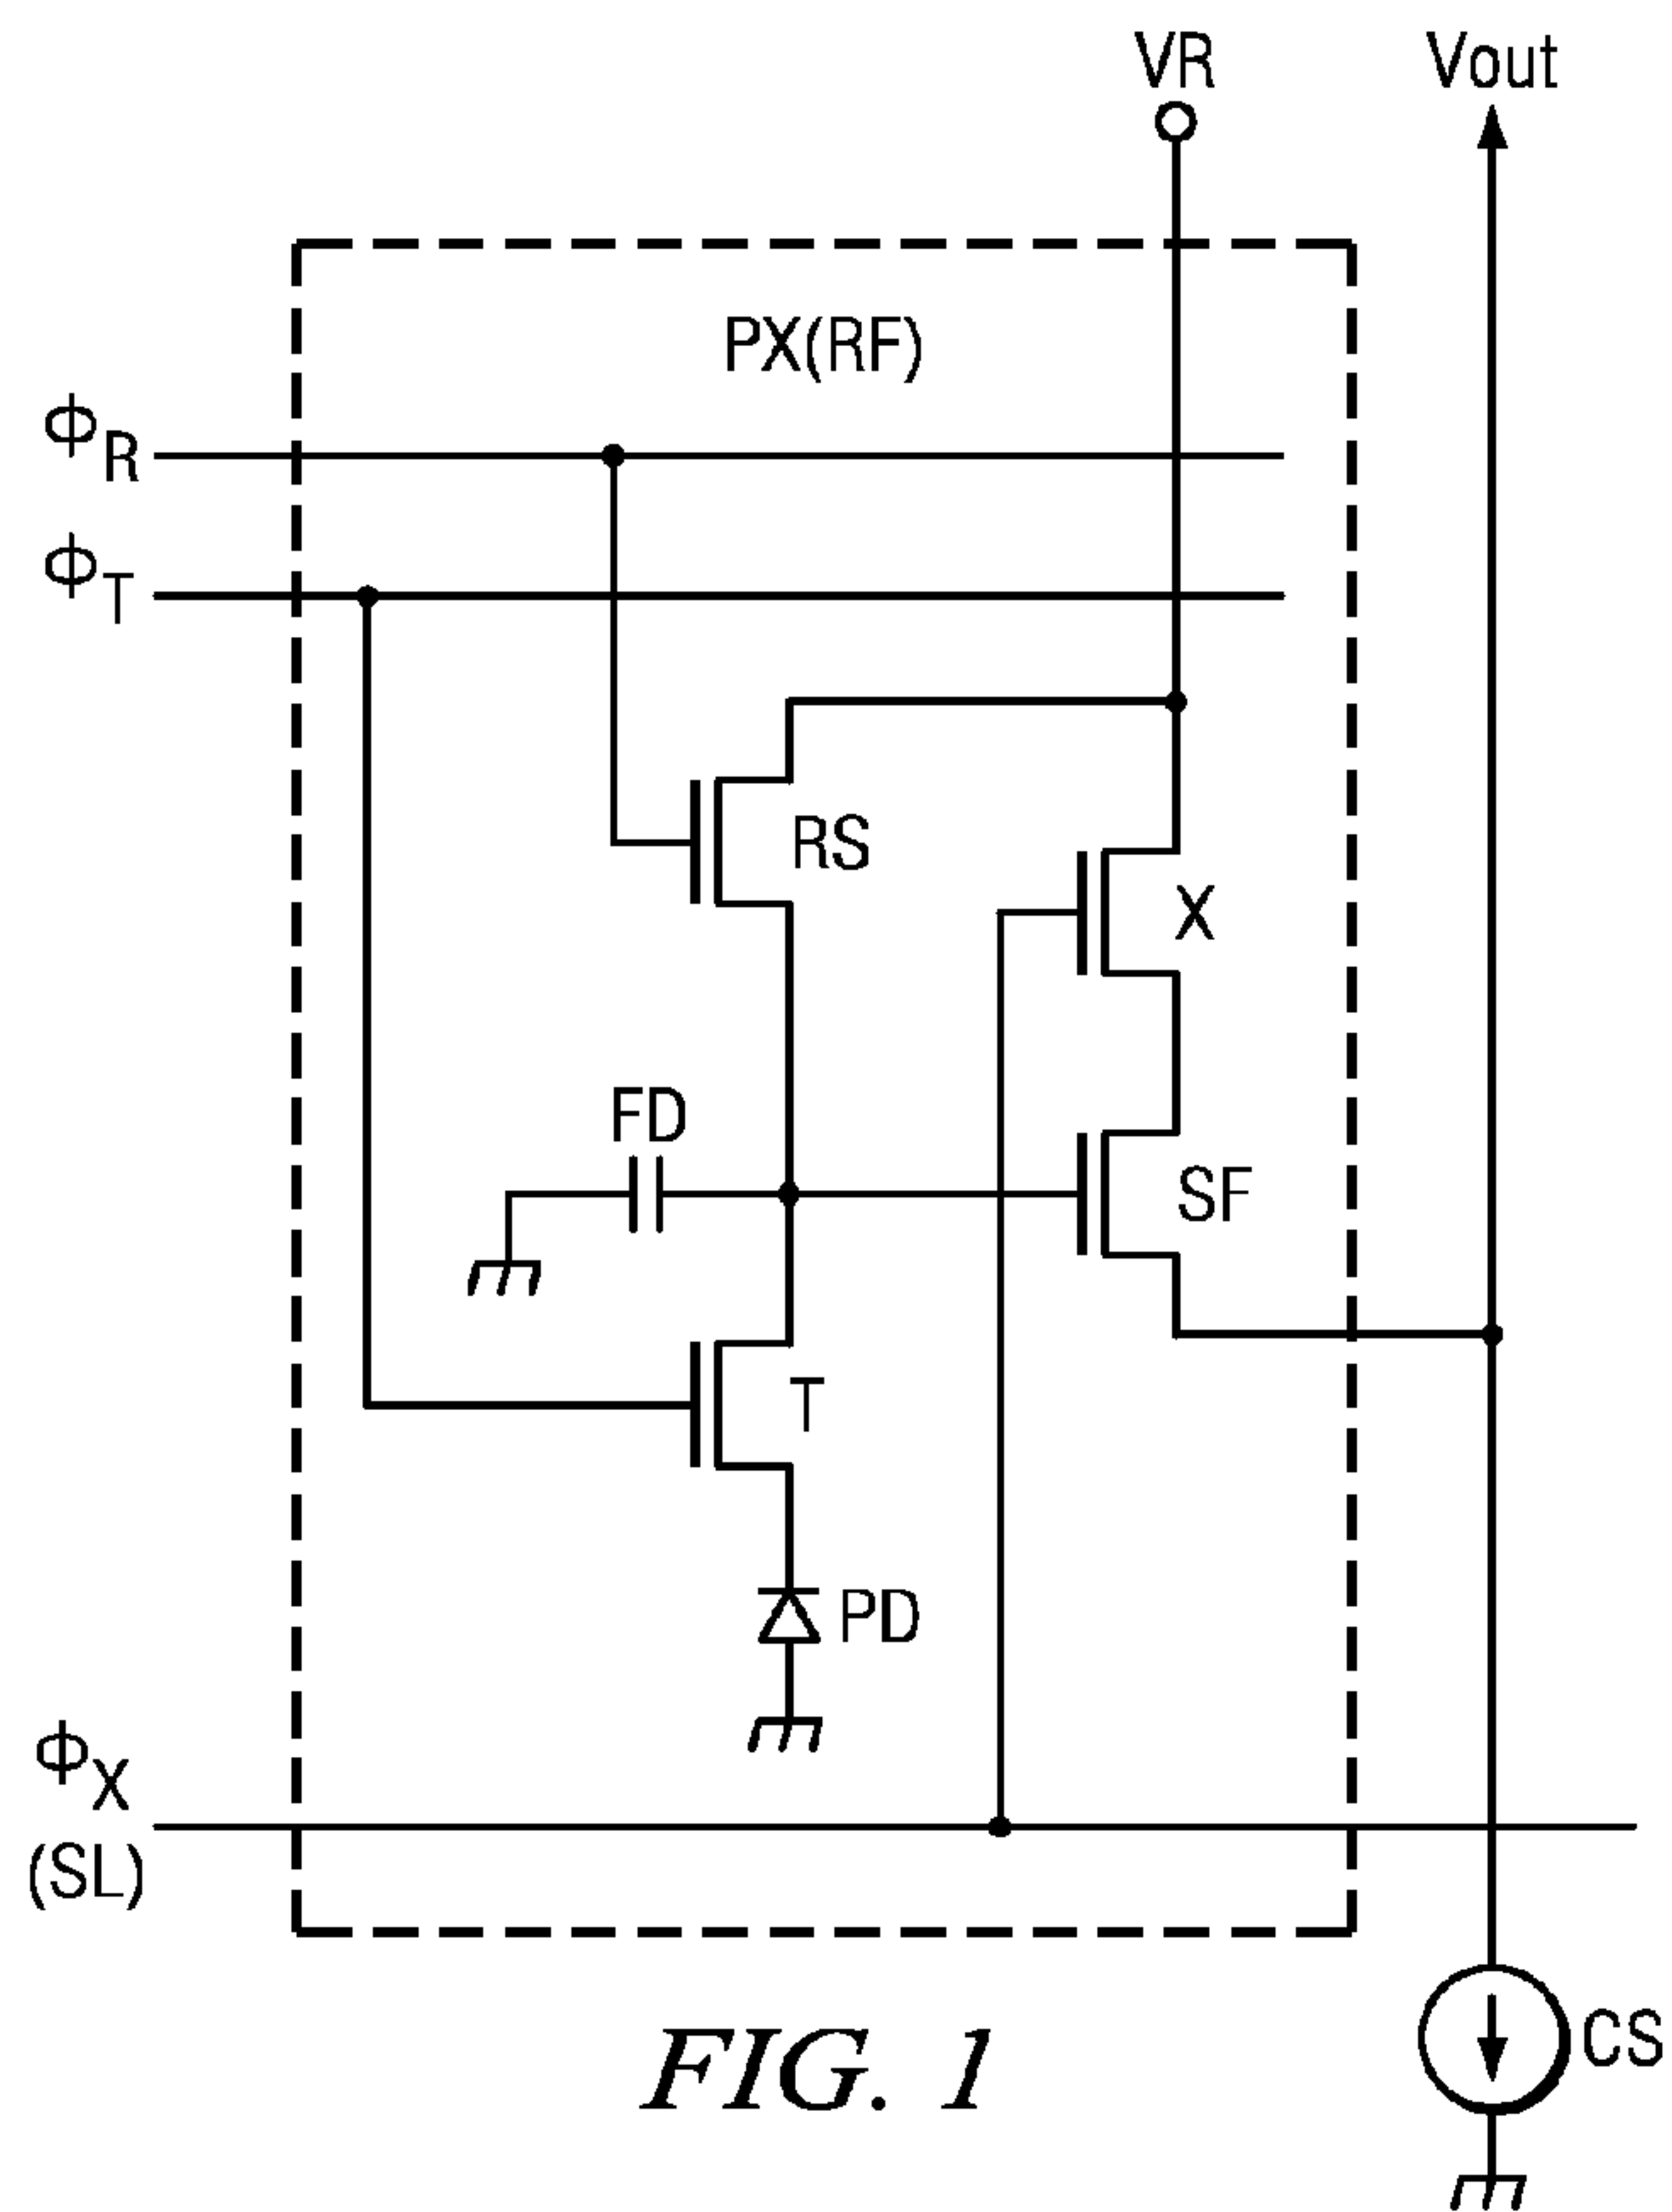 VR
Vout
PX(RF)
ΦR
ΦT
RS
X
FD
SF
T
PD
ΦX
(SL)
CS
FIG. 1